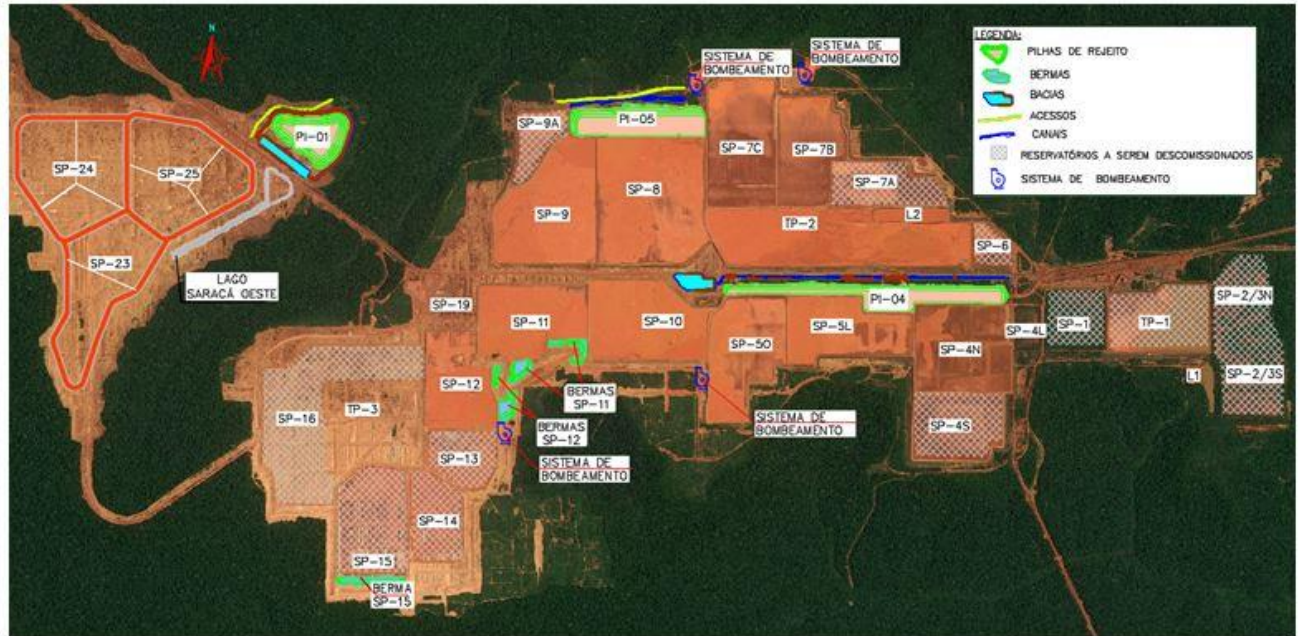 N
LEGENDA:
PILHAS DE REJEITO
BERMAS
BACIAS
ACESSOS
CANAIS
RESERVATÓRIOS A SEREM DESCOMISSIONADOS
SISTEMA DE BOMBEAMENTO
SISTEMA DE
BOMBEAMENTO
SISTEMA DE
BOMBEAMENTO
PI-01
SP-24
SP-25
SP-23
LAGO
SARACÁ OESTE
SP-9A
PI-05
SP-7C
SP-7B
SP-7A
SP-9
SP-8
TP-2
L2
SP-6
SP-19
SP-11
SP-10
PI-04
SP-5O
SP-5L
SP-4N
SP-4L
SP-1
TP-1
SP-2/3N
SP-2/3S
L1
SP-4S
SP-16
TP-3
SP-12
BERMAS
SP-11
BERMAS
SP-12
SISTEMA DE
BOMBEAMENTO
SISTEMA DE
BOMBEAMENTO
SP-13
SP-14
SP-15
BERMA
SP-15